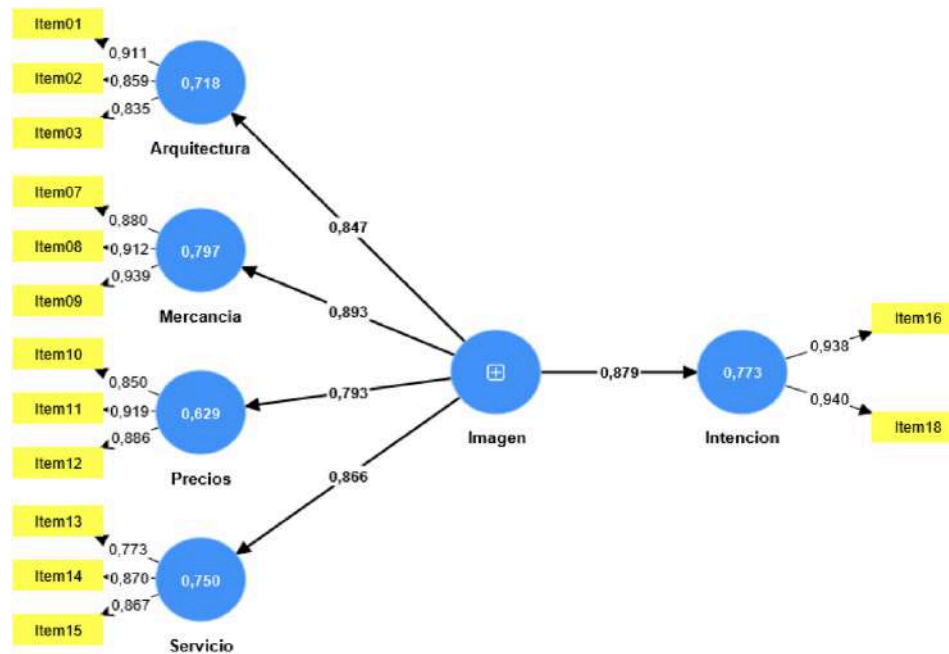 Item01
0,911
Item02
0,859
0,718
Item03
0,835
Arquitectura
Item07
0,880
Item08
0,912
0,797
Item09
0,939
Mercancia
0,847
0,893
Item10
0,850
Item11
0,919
0,629
Item12
0,886
Precios
0,793
Imagen
0,866
0,879
0,773
Intencion
0,938
Item16
0,940
Item18
Item13
0,773
Item14
0,870
0,750
Item15
0,867
Servicio